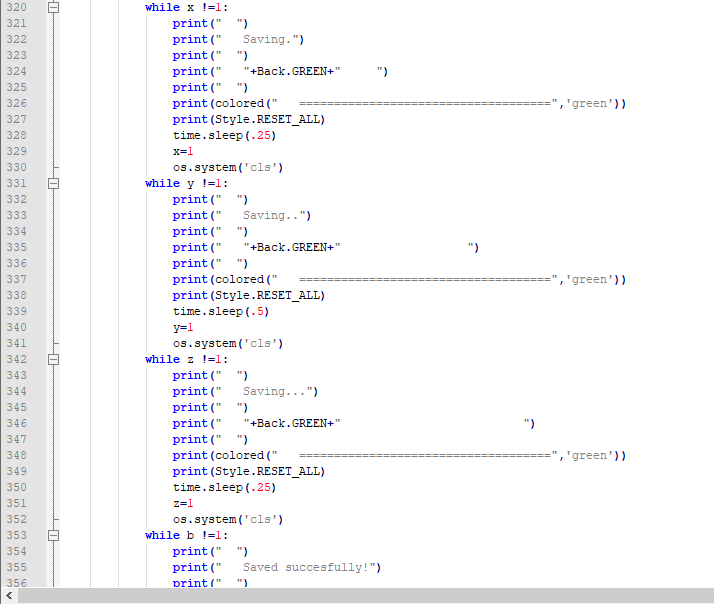 320 while x !=1:
321 print("  ")
322 print("   Saving.")
323 print("  ")
324 print("   "+Back.GREEN+"     ")
325 print("  ")
326 print(colored("   ====================================",'green'))
327 print(Style.RESET_ALL)
328 time.sleep(.25)
329 x=1
330 os.system('cls')
331 while y !=1:
332 print("  ")
333 print("   Saving..")
334 print("  ")
335 print("   "+Back.GREEN+"                  ")
336 print("  ")
337 print(colored("   ====================================",'green'))
338 print(Style.RESET_ALL)
339 time.sleep(.5)
340 y=1
341 os.system('cls')
342 while z !=1:
343 print("  ")
344 print("   Saving...")
345 print("  ")
346 print("   "+Back.GREEN+"                          ")
347 print("  ")
348 print(colored("   ====================================",'green'))
349 print(Style.RESET_ALL)
350 time.sleep(.25)
351 z=1
352 os.system('cls')
353 while b !=1:
354 print("  ")
355 print("   Saved succesfully!")
356 print("  ")